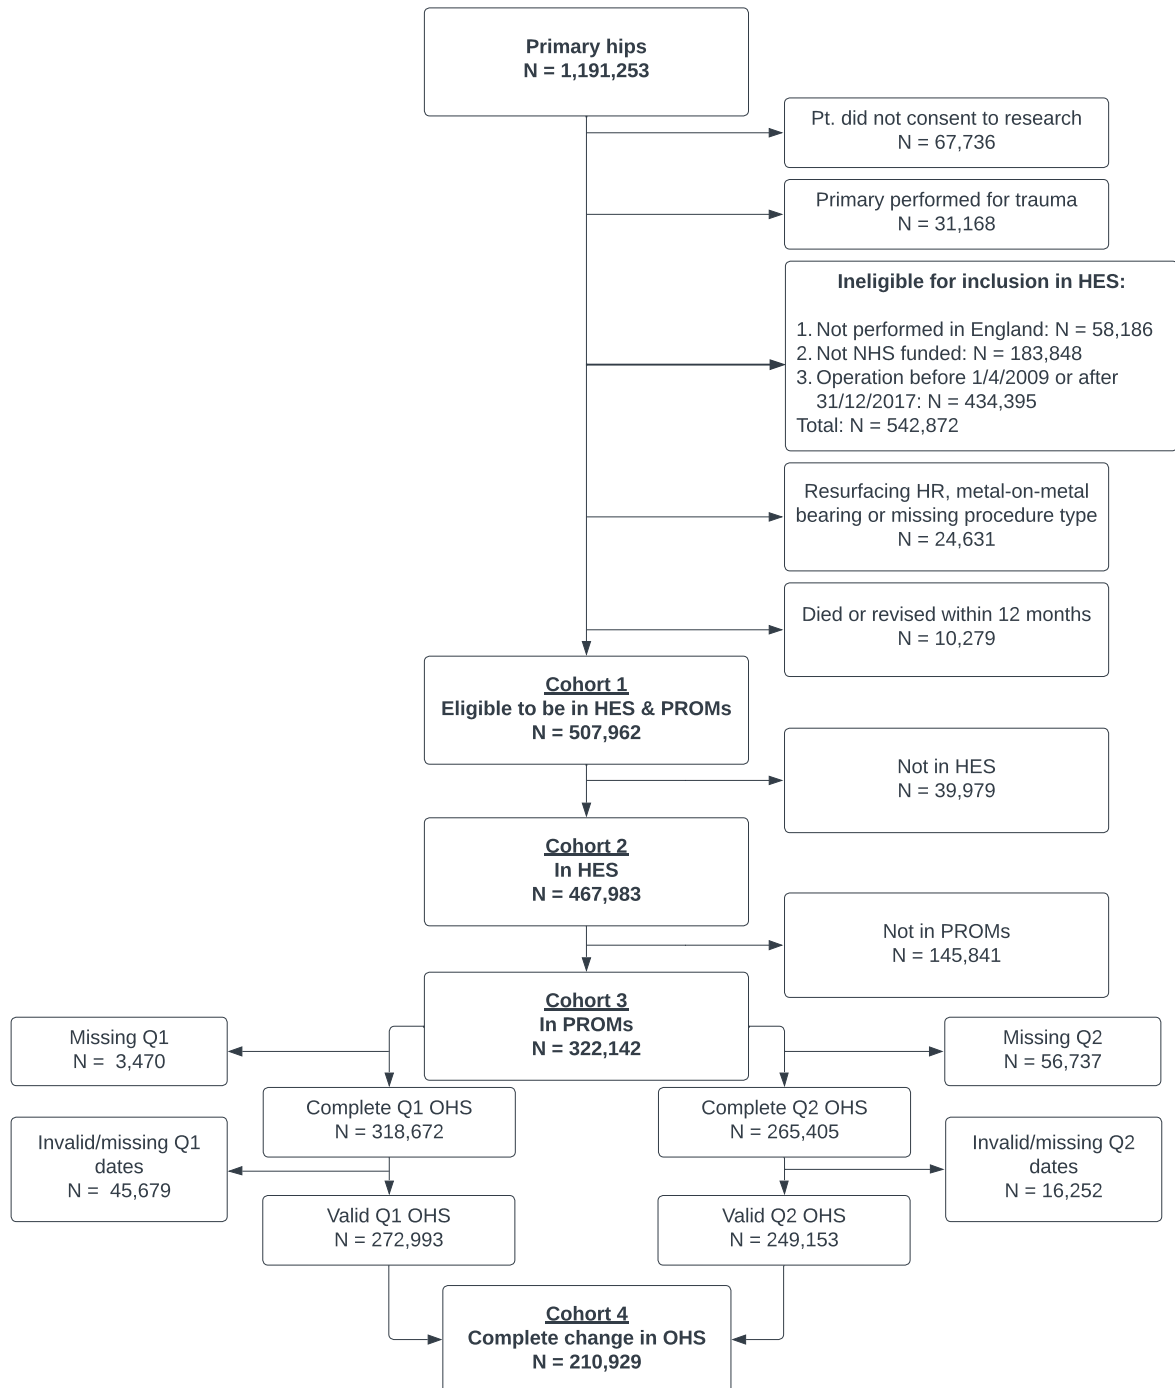 Primary hips
N = 1,191,253
Pt. did not consent to research
N = 67,736
Primary performed for trauma
N = 31,168
Ineligible for inclusion in HES:
1. Not performed in England: N = 58,186
2. Not NHS funded: N = 183,848
3. Operation before 1/4/2009 or after
31/12/2017: N = 434,395
Total: N = 542,872
Resurfacing HR, metal-on-metal
bearing or missing procedure type
N = 24,631
Died or revised within 12 months
N = 10,279
Cohort 1
Eligible to be in HES & PROMs
N = 507,962
Not in HES
N = 39,979
Cohort 2
In HES
N = 467,983
Not in PROMs
N = 145,841
Cohort 3
In PROMs
N = 322,142
Missing Q1
N = 3,470
Missing Q2
N = 56,737
Complete Q1 OHS
N = 318,672
Complete Q2 OHS
N = 265,405
Invalid/missing Q1
dates
N = 45,679
Invalid/missing Q2
dates
N = 16,252
Valid Q1 OHS
N = 272,993
Valid Q2 OHS
N = 249,153
Cohort 4
Complete change in OHS
N = 210,929